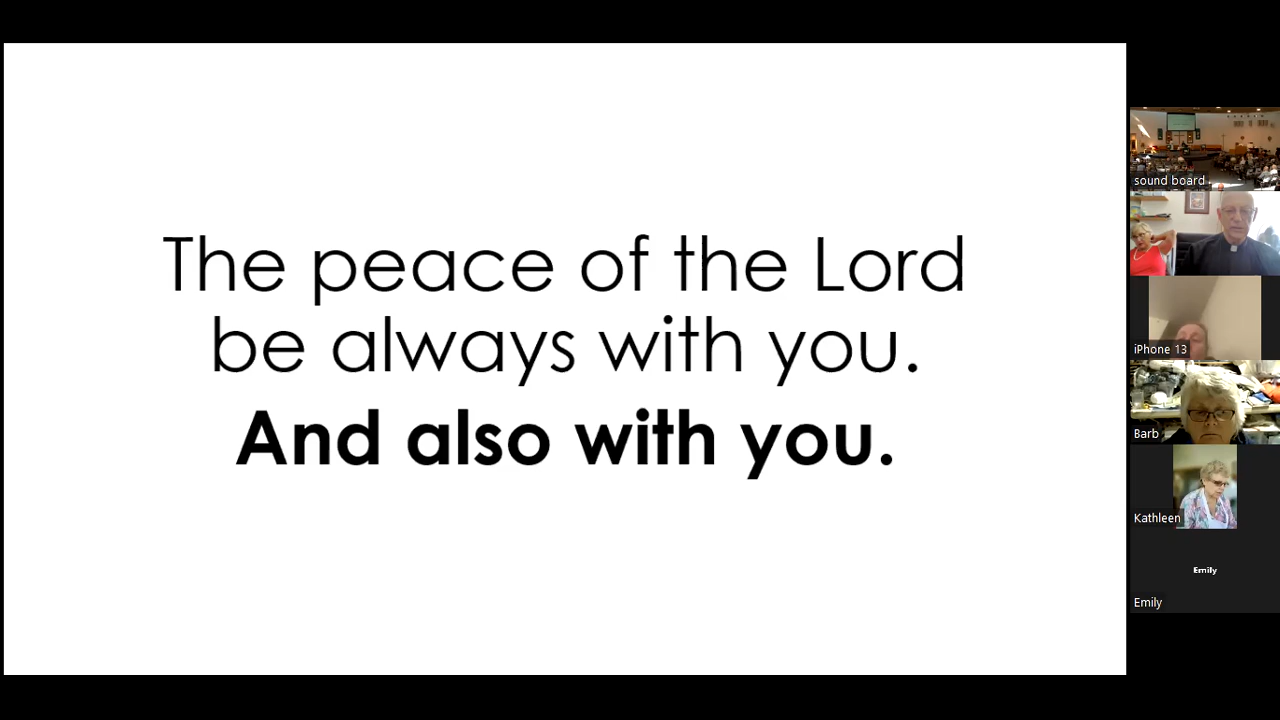 The peace of the Lord
be always with you.
And also with you.
sound board
iPhone 13
Barb
Kathleen
Emily
Emily